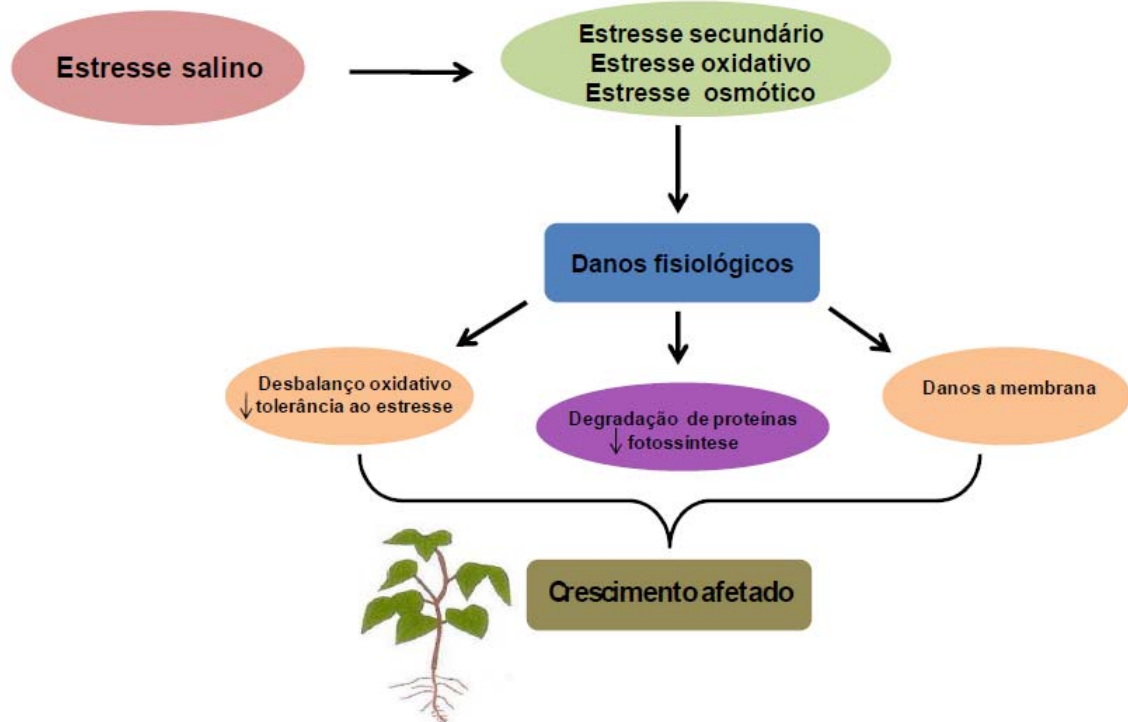 Estresse salino
Estresse secundário
Estresse oxidativo
Estresse osmótico
Danos fisiológicos
Desbalanço oxidativo
↓ tolerância ao estresse
Degradação de proteínas
↓ fotossíntese
Danos a membrana
Crescimento afetado